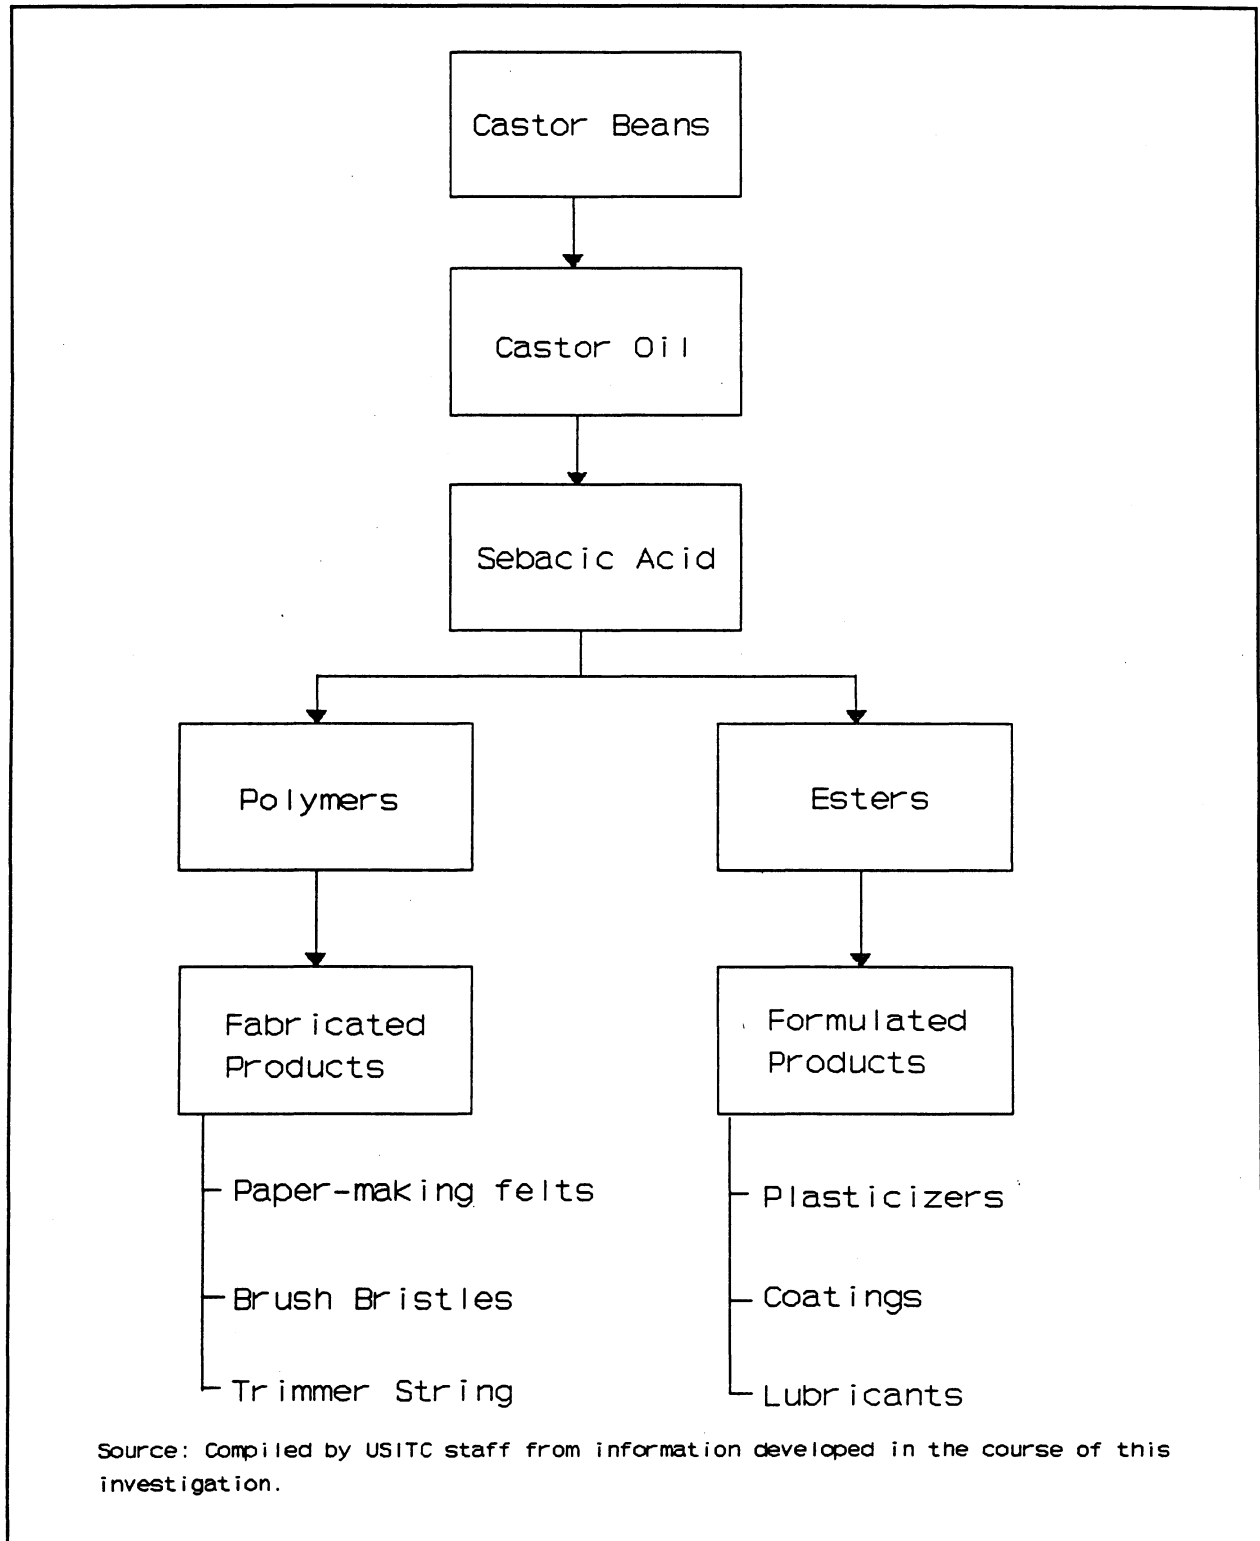 Castor Beans
Castor Oil
Sebacic Acid
Polymers
Esters
Fabricated
Products
Formulated
Products
Paper-making felts
Brush Bristles
Trimmer String
Plasticizers
Coatings
Lubricants
Source: Compiled by USITC staff from information developed in the course of this
investigation.